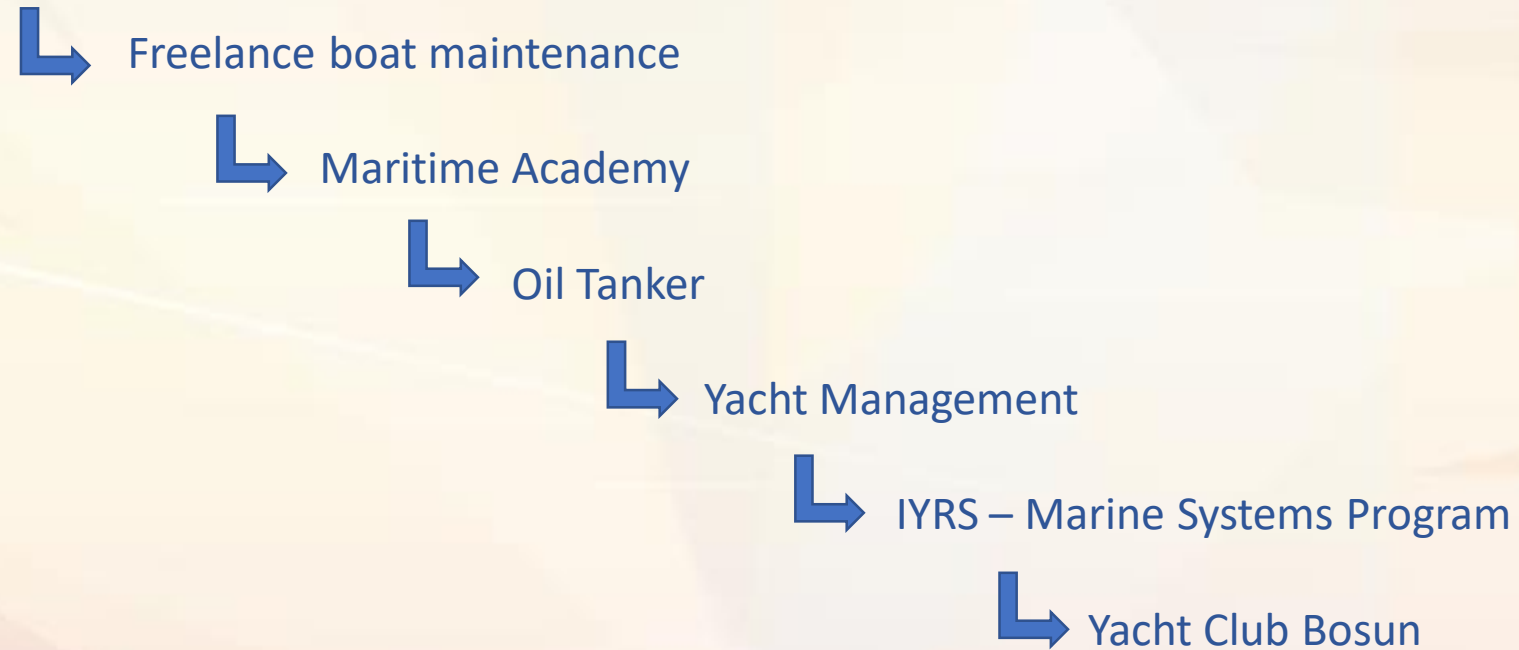 Freelance boat maintenance
Maritime Academy
Oil Tanker
Yacht Management
IYRS – Marine Systems Program
Yacht Club Bosun